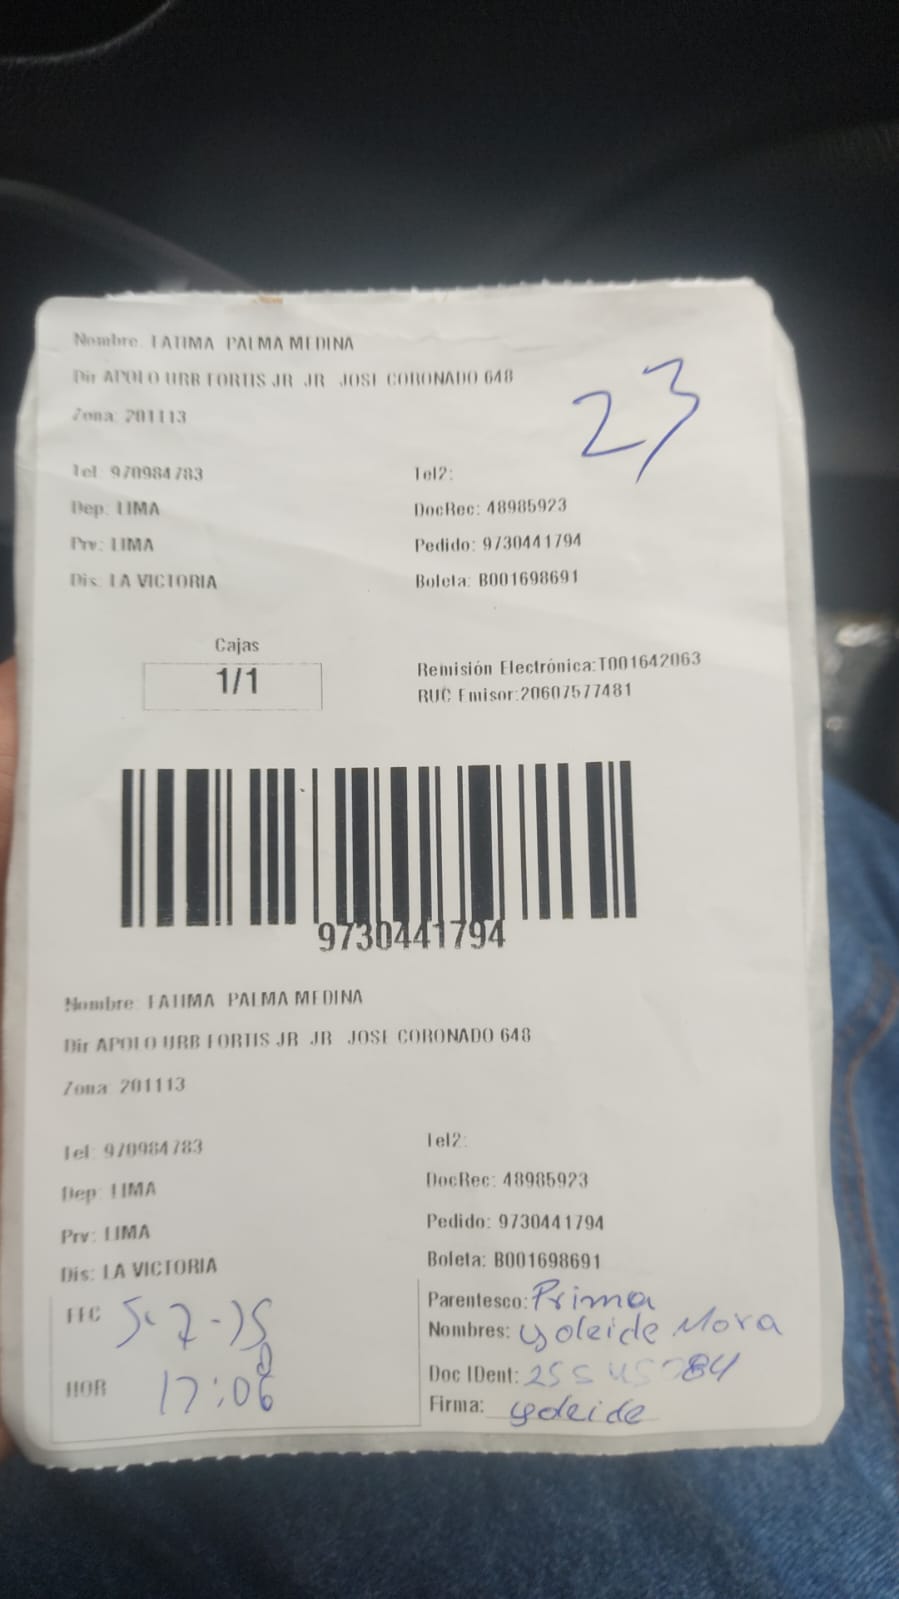 Nombre: FATIMA PALMA MEDINA
Dir APOLO URB FORTIS JR JR JOSE CORONADO 648
23
Zona: 201113
Tel: 970984783 Tel2:
Dep: LIMA DocRec: 48985923
Prv: LIMA Pedido: 9730441794
Dis: LA VICTORIA Boleta: B001698691
Cajas
1/1
Remisión Electrónica:T001642063
RUC Emisor:20607577481
9730441794
Nombre: FATIMA PALMA MEDINA
Dir APOLO URB FORTIS JR JR JOSE CORONADO 648
Zona: 201113
Tel: 970984783 Tel2:
Dep: LIMA DocRec: 48985923
Prv: LIMA Pedido: 9730441794
Dis: LA VICTORIA Boleta: B001698691
FEC
HOR 17:06
Parentesco: Prima
Nombres: yoleide Mora
Doc IDent:
Firma: yoleide